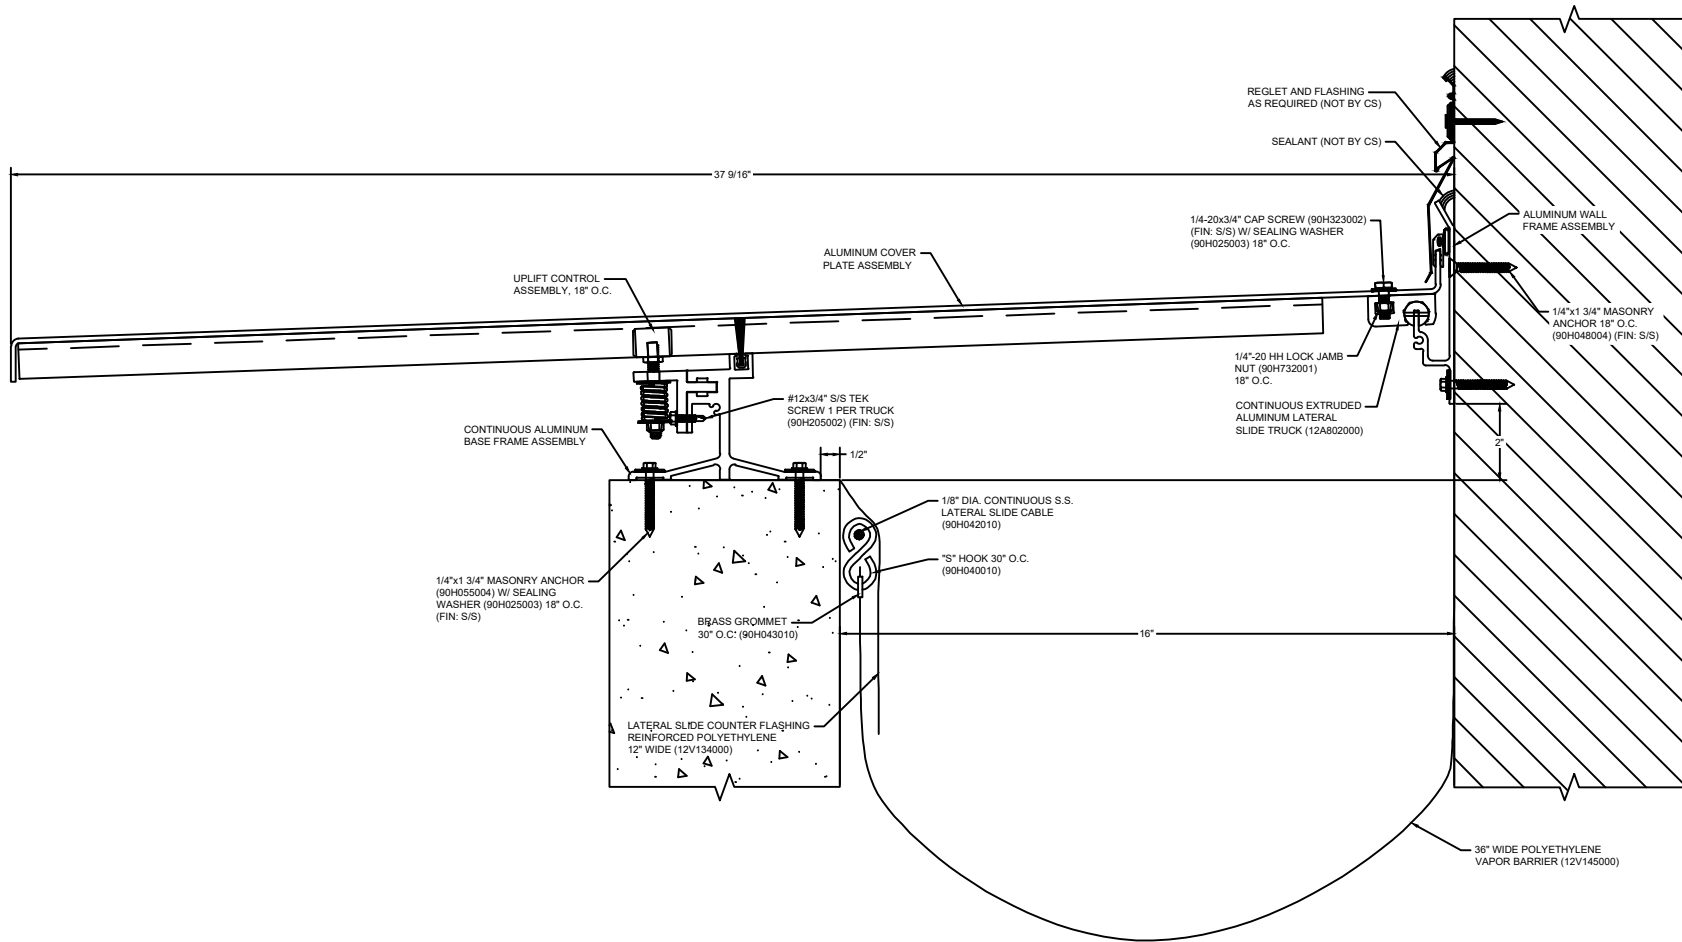 REGLET AND FLASHING
AS REQUIRED (NOT BY CS)
SEALANT (NOT BY CS)
37 9/16"
1/4-20x3/4" CAP SCREW (90H323002)
(FIN: S/S) W/ SEALING WASHER
(90H025003) 18" O.C.
ALUMINUM WALL
FRAME ASSEMBLY
ALUMINUM COVER
PLATE ASSEMBLY
UPLIFT CONTROL
ASSEMBLY, 18" O.C.
1/4"x1 3/4" MASONRY
ANCHOR 18" O.C.
(90H048004) (FIN: S/S)
1/4"-20 HH LOCK JAMB
NUT (90H732001)
18" O.C.
#12x3/4" S/S TEK
SCREW 1 PER TRUCK
(90H205002) (FIN: S/S)
CONTINUOUS EXTRUDED
ALUMINUM LATERAL
SLIDE TRUCK (12A802000)
CONTINUOUS ALUMINUM
BASE FRAME ASSEMBLY
1/2"
2"
1/8" DIA. CONTINUOUS S.S.
LATERAL SLIDE CABLE
(90H042010)
"S" HOOK 30" O.C.
(90H040010)
1/4"x1 3/4" MASONRY ANCHOR
(90H055004) W/ SEALING
WASHER (90H025003) 18" O.C.
(FIN: S/S)
BRASS GROMMET
30" O.C. (90H043010)
16"
LATERAL SLIDE COUNTER FLASHING
REINFORCED POLYETHYLENE
12" WIDE (12V134000)
36" WIDE POLYETHYLENE
VAPOR BARRIER (12V145000)